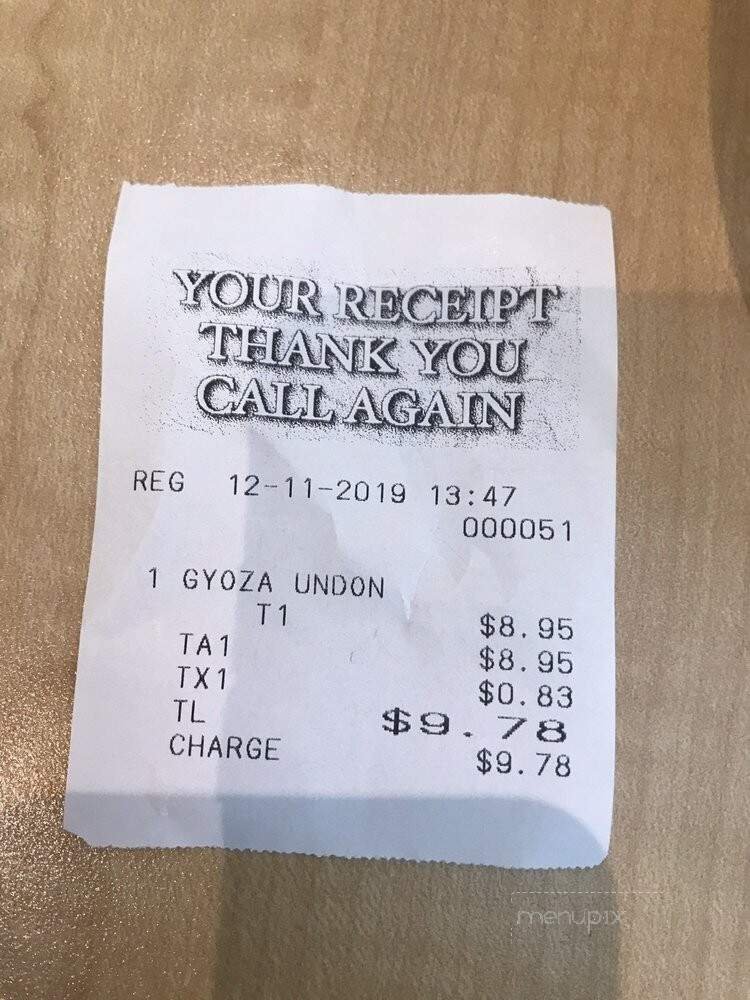 YOUR RECEIPT
THANK YOU
CALL AGAIN
REG 12-11-2019 13:47
000051
1 GYOZA UNDON
T1 $8.95
TA1 $8.95
TX1 $0.83
TL $9.78
CHARGE $9.78
menupix